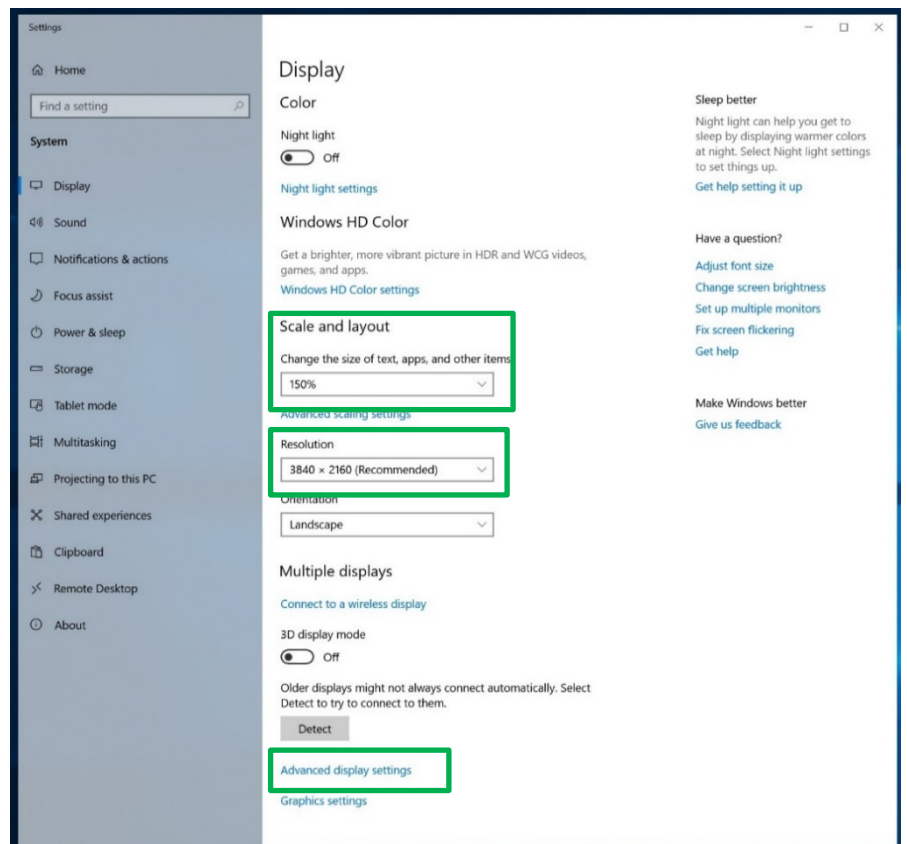 Settings
Home
Find a setting
System
Display
Sound
Notifications & actions
Focus assist
Power & sleep
Storage
Tablet mode
Multitasking
Projecting to this PC
Shared experiences
Clipboard
Remote Desktop
About
Display
Color
Night light
Off
Night light settings
Windows HD Color
Get a brighter, more vibrant picture in HDR and WCG videos,
games, and apps.
Windows HD Color settings
Scale and layout
Change the size of text, apps, and other items
150%
Advanced scaling settings
Resolution
3840 × 2160 (Recommended)
Orientation
Landscape
Multiple displays
Connect to a wireless display
3D display mode
Off
Older displays might not always connect automatically. Select
Detect to try to connect to them.
Detect
Advanced display settings
Graphics settings
Sleep better
Night light can help you get to
sleep by displaying warmer colors
at night. Select Night light settings
to set things up.
Get help setting it up
Have a question?
Adjust font size
Change screen brightness
Set up multiple monitors
Fix screen flickering
Get help
Make Windows better
Give us feedback